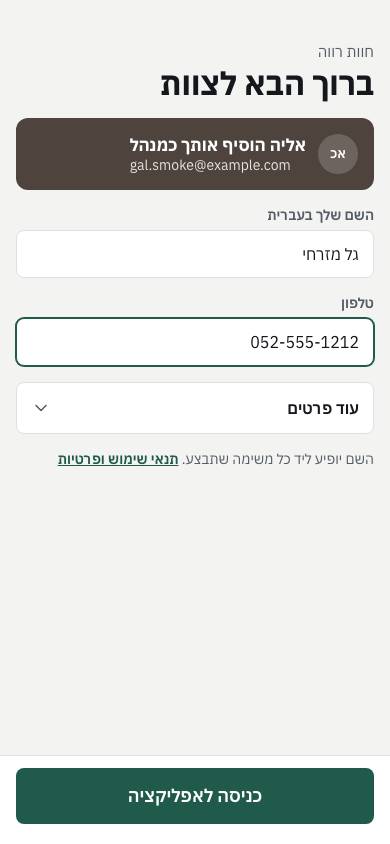 חוות רווה
ברוך הבא לצוות
אכ
אליה הוסיף אותך כמנהל
gal.smoke@example.com
השם שלך בעברית
גל מזרחי
טלפון
052-555-1212
עוד פרטים
השם יופיע ליד כל משימה שתבצע. תנאי שימוש ופרטיות
כניסה לאפליקציה